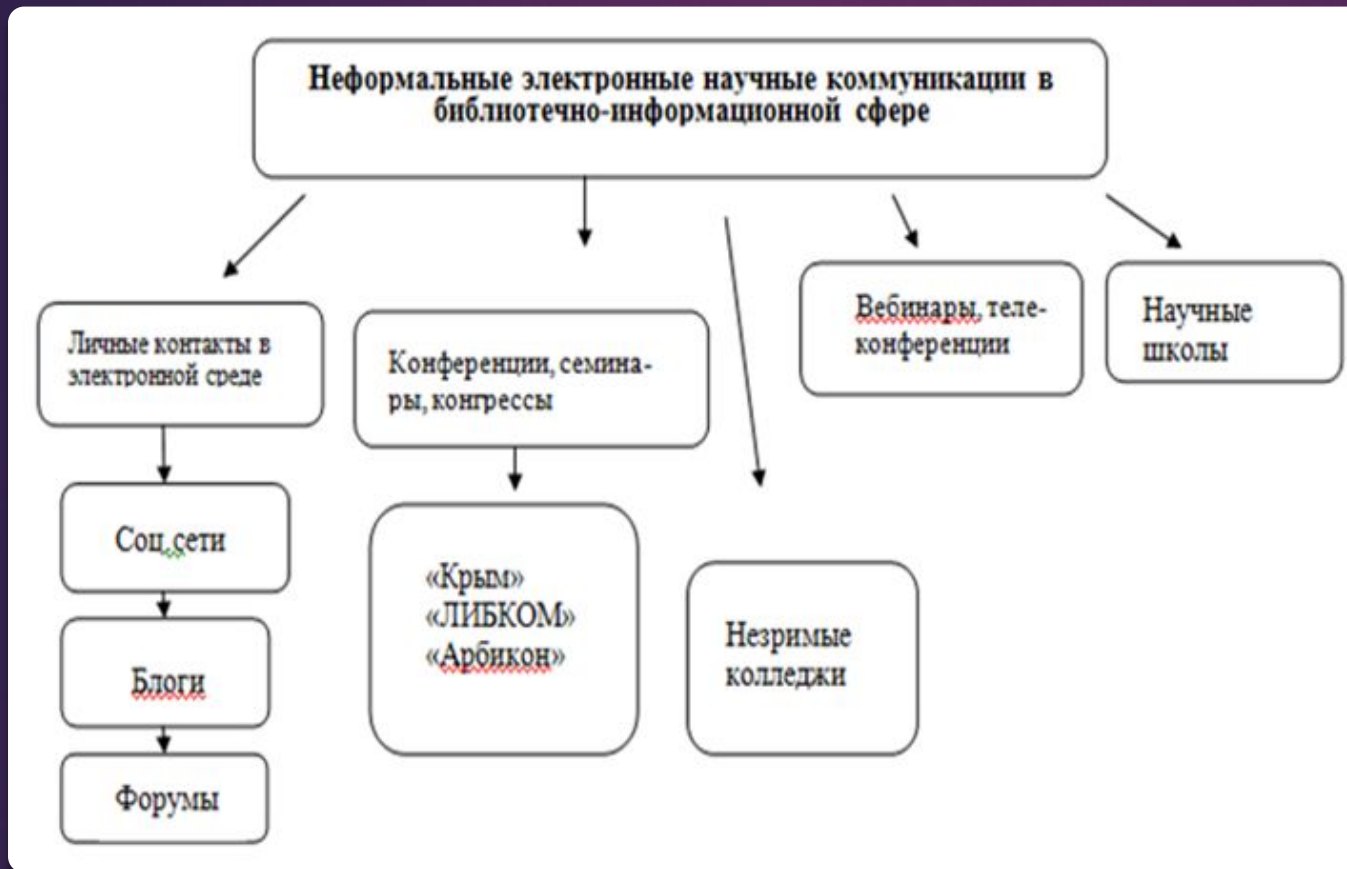 Неформальные электронные научные коммуникации в
библиотечно-информационной сфере
Личные контакты в
электронной среде
Соц.сети
Блоги
Форумы
Конференции, семина-
ры, конгрессы
«Крым»
«ЛИБКОМ»
«Арбикон»
Незримые
колледжи
Вебинары, теле-
конференции
Научные
школы